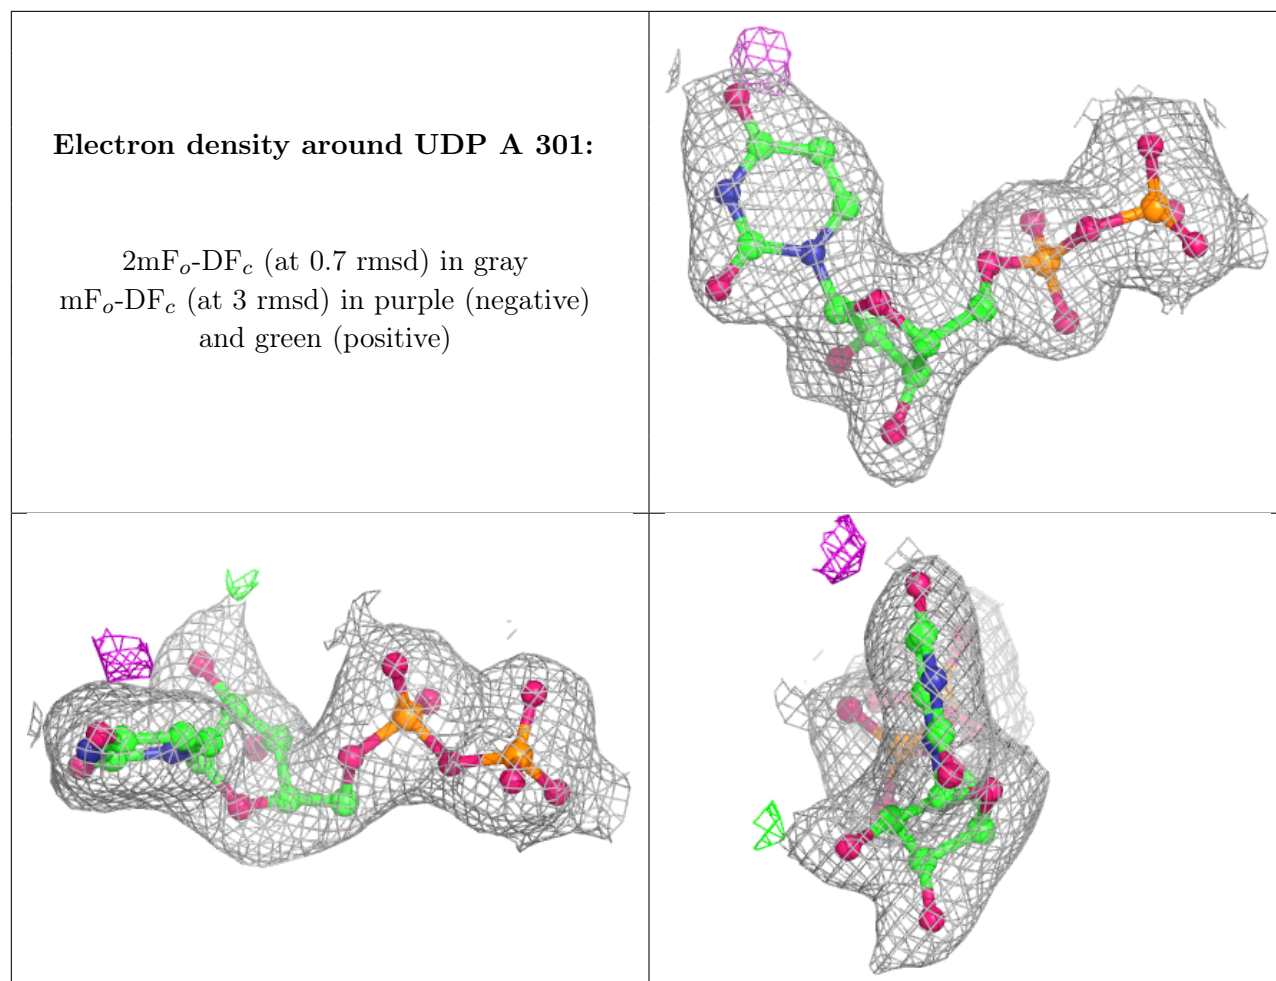 Electron density around UDP A 301:
2mFo-DFc (at 0.7 rmsd) in gray
mFo-DFc (at 3 rmsd) in purple (negative)
and green (positive)